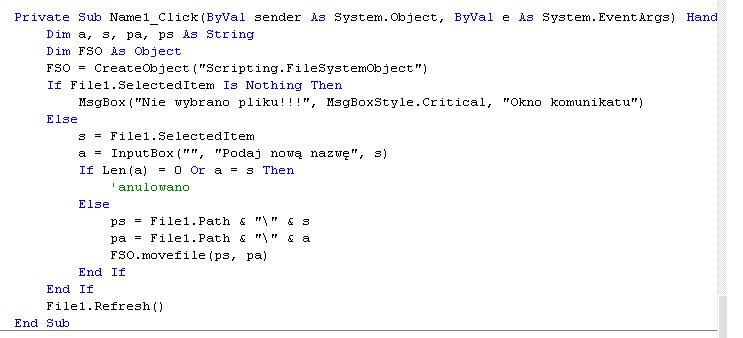 Private Sub Name1_Click(ByVal sender As System.Object, ByVal e As System.EventArgs) Hand
    Dim a, s, pa, ps As String
    Dim FSO As Object
    FSO = CreateObject("Scripting.FileSystemObject")
    If File1.SelectedItem Is Nothing Then
        MsgBox("Nie wybrano pliku!!!", MsgBoxStyle.Critical, "Okno komunikatu")
    Else
        s = File1.SelectedItem
        a = InputBox("", "Podaj nową nazwę", s)
        If Len(a) = 0 Or a = s Then
            'anulowano
        Else
            ps = File1.Path & "\" & s
            pa = File1.Path & "\" & a
            FSO.movefile(ps, pa)
        End If
    End If
    File1.Refresh()
End Sub